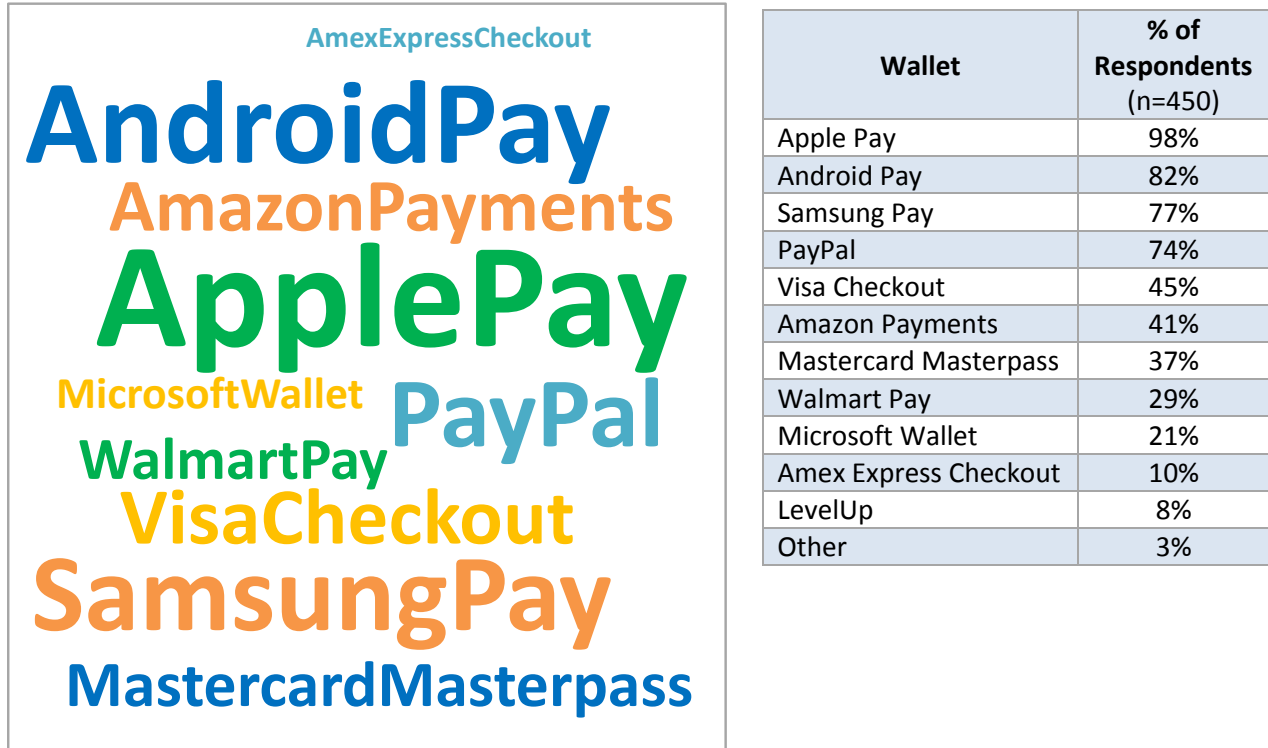 AmexExpressCheckout
AndroidPay
AmazonPayments
ApplePay
MicrosoftWallet
PayPal
WalmartPay
VisaCheckout
SamsungPay
MastercardMasterpass
Wallet % of Respondents (n=450)
Apple Pay 98%
Android Pay 82%
Samsung Pay 77%
PayPal 74%
Visa Checkout 45%
Amazon Payments 41%
Mastercard Masterpass 37%
Walmart Pay 29%
Microsoft Wallet 21%
Amex Express Checkout 10%
LevelUp 8%
Other 3%